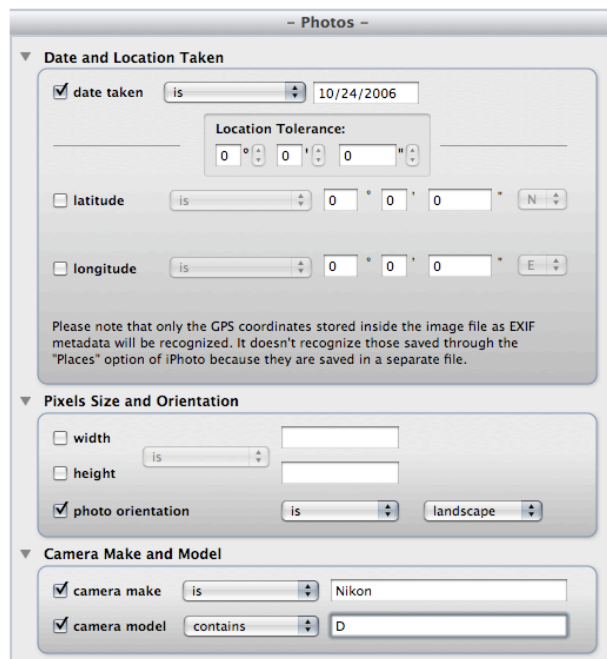 – Photos –
Date and Location Taken
date taken is 10/24/2006
Location Tolerance:
0 ° 0 ' 0 "
latitude is 0 ° 0 ' 0 " N
longitude is 0 ° 0 ' 0 " E
Please note that only the GPS coordinates stored inside the image file as EXIF
metadata will be recognized. It doesn't recognize those saved through the
"Places" option of iPhoto because they are saved in a separate file.
Pixels Size and Orientation
width
is
height
photo orientation is landscape
Camera Make and Model
camera make is Nikon
camera model contains D